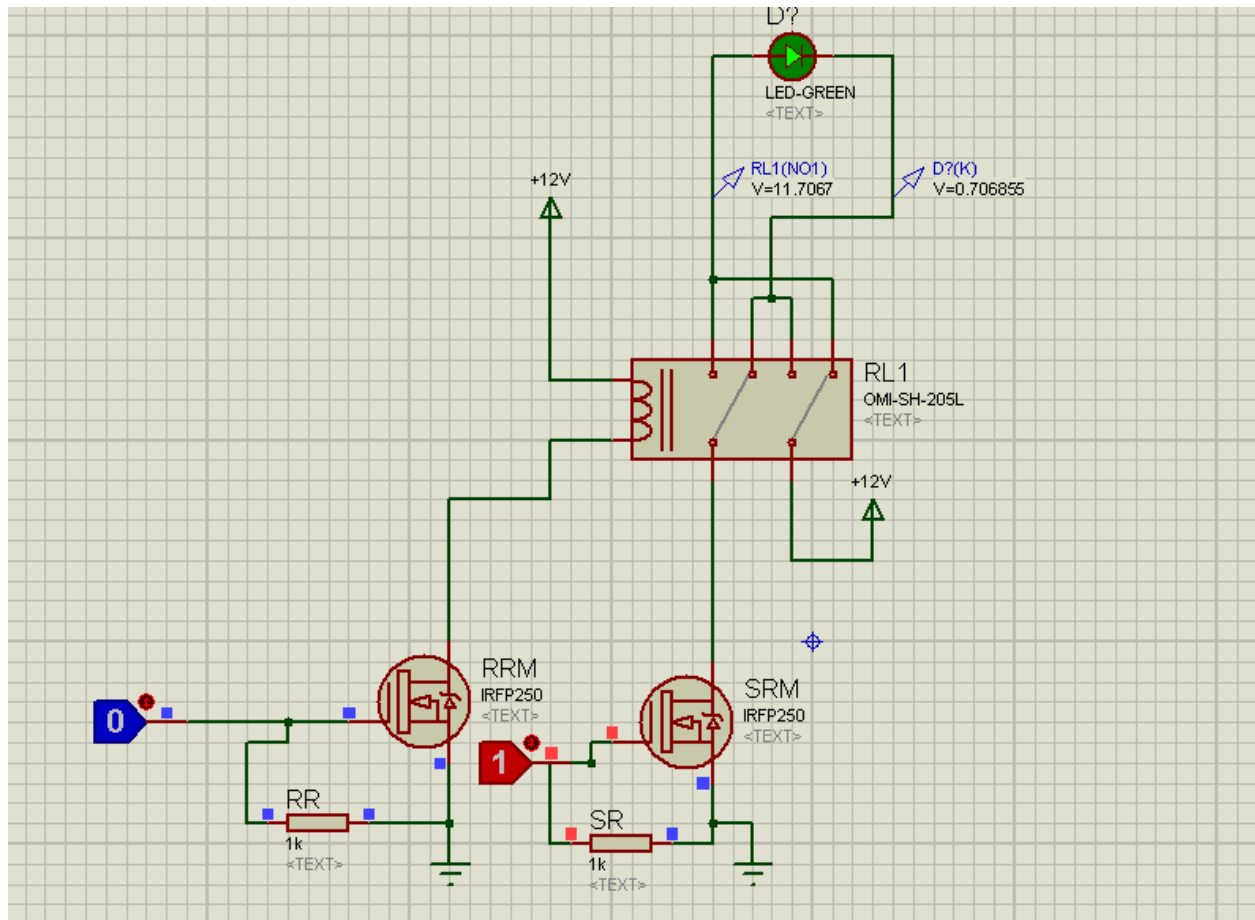 D?
LED-GREEN
<TEXT>
RL1(NO1)
V=11.7067
D?(K)
V=0.706855
+12V
RL1
OMI-SH-205L
<TEXT>
+12V
RRM
IRFP250
<TEXT>
SRM
IRFP250
<TEXT>
0
1
RR
1k
<TEXT>
SR
1k
<TEXT>